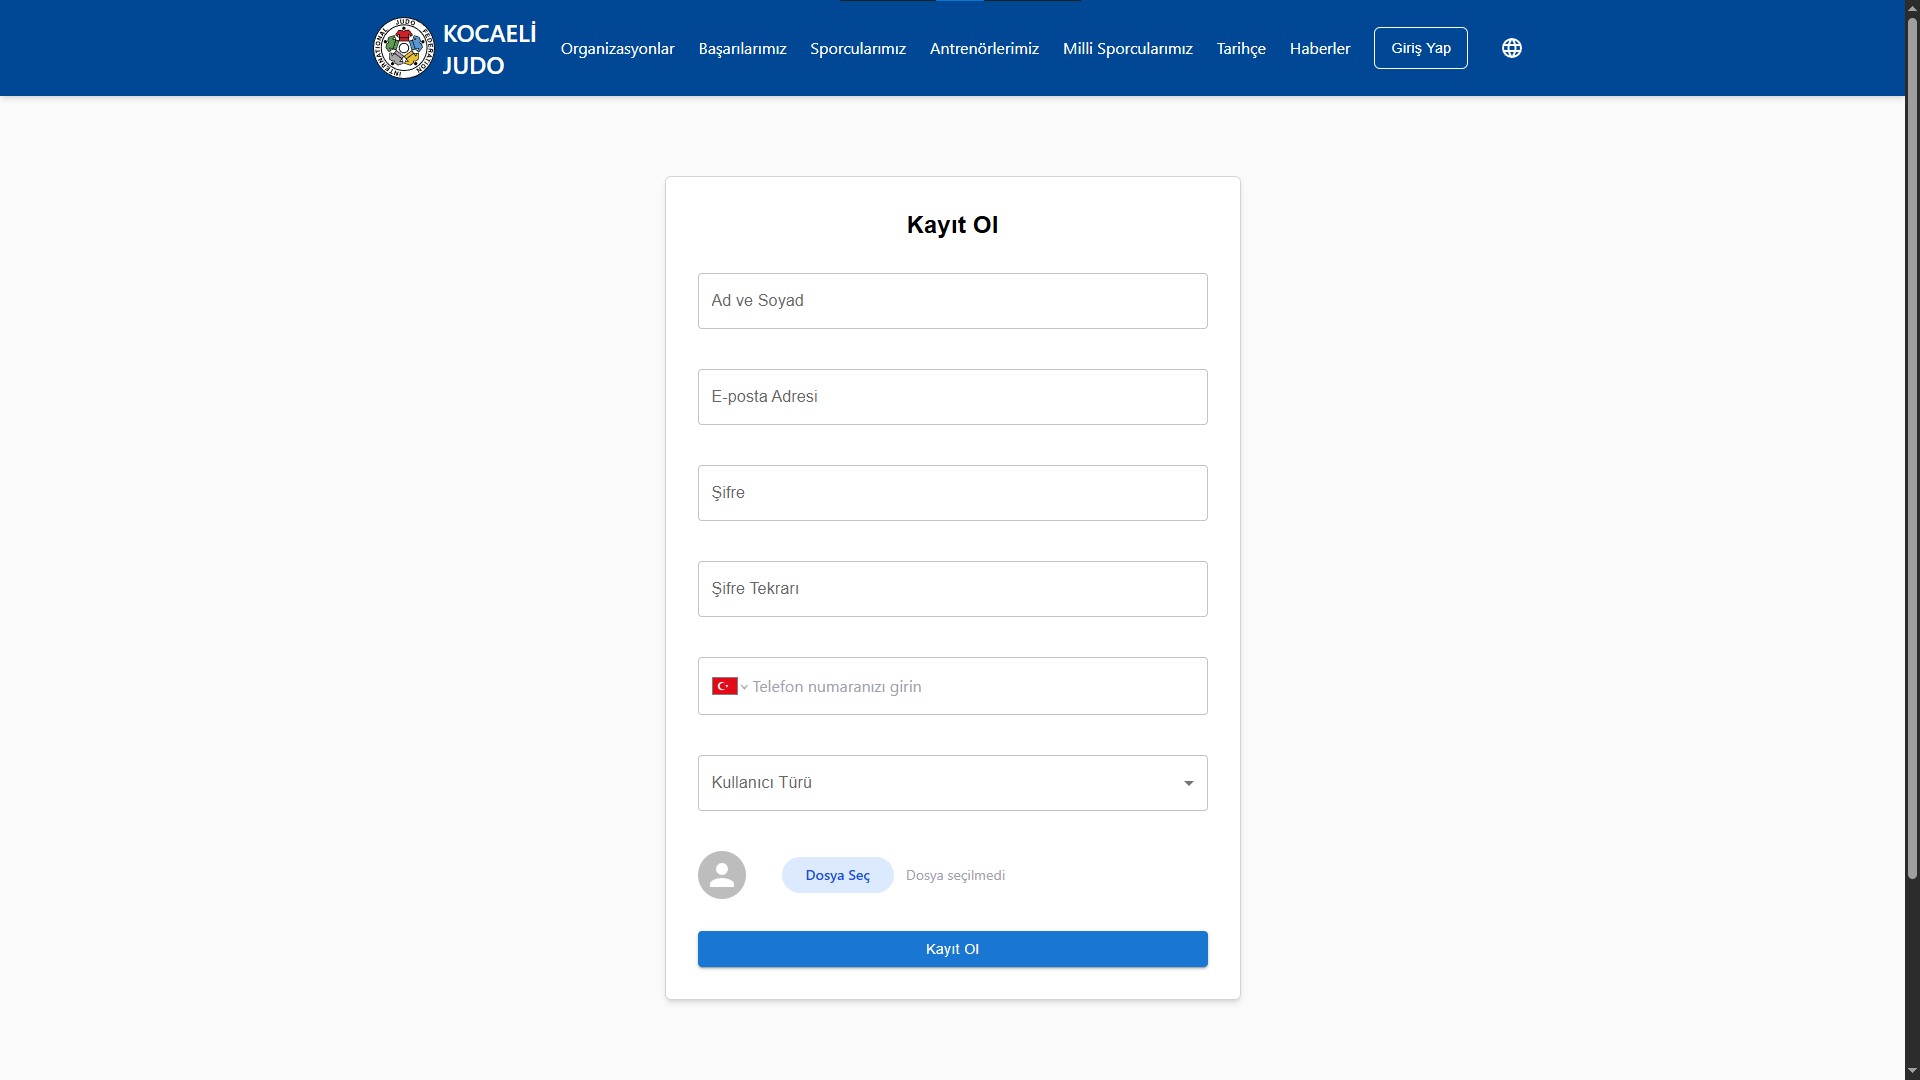 KOCAELİ
JUDO
Organizasyonlar
Başarılarımız
Sporcularımız
Antrenörlerimiz
Milli Sporcularımız
Tarihçe
Haberler
Giriş Yap
INTERNATIONAL JUDO FEDERATION
Kayıt Ol
Ad ve Soyad
E-posta Adresi
Şifre
Şifre Tekrarı
Telefon numaranızı girin
Kullanıcı Türü
Dosya Seç
Dosya seçilmedi
Kayıt Ol